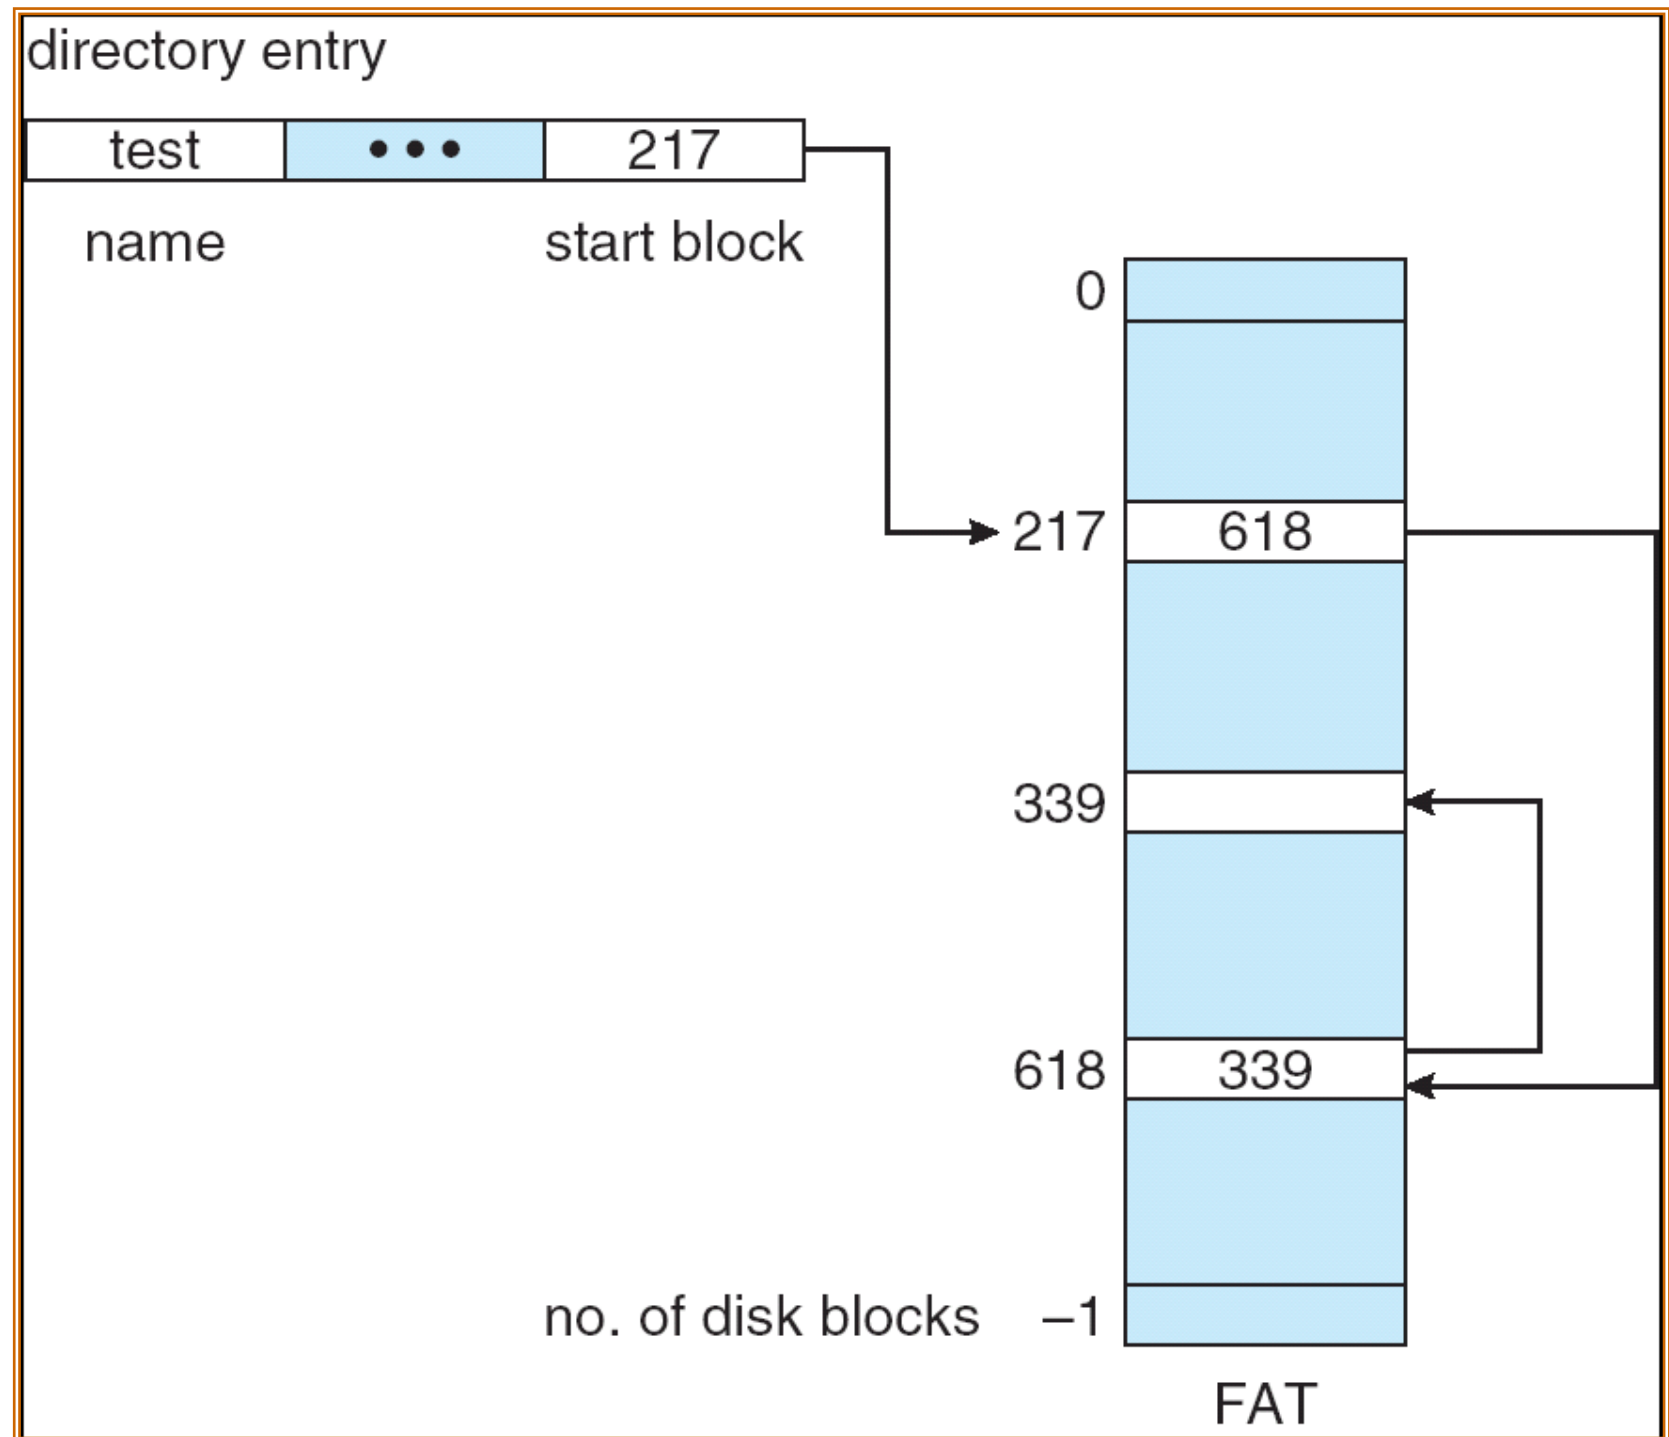 directory entry
test ••• 217
name start block
0
217 618
339
618 339
no. of disk blocks –1
FAT